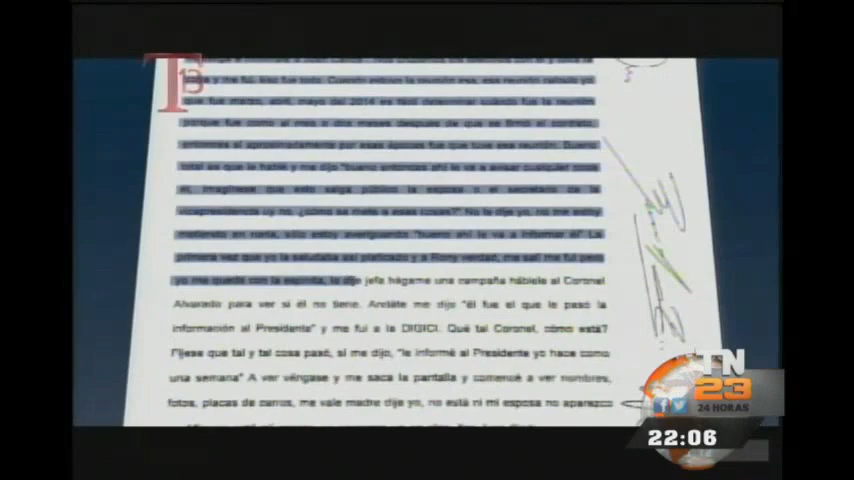 T
13
cosa y me fui, eso fue todo. Cuando estuvo la reunión esa, esa reunión calculo yo
que fue marzo, abril, mayo del 2014 es fácil determinar cuándo fue la reunión
porque fue como al mes o dos meses después de que se firmó el contrato,
entonces el aproximadamente por esas épocas fue que tuve esa reunión. Bueno
total es que le hablé y me dijo "bueno entonces ahí le va a avisar cualquier cosa
él, imagínese que esto salga público la esposa o el secretario de la
vicepresidencia uy no, ¿cómo se mete a esas cosas?" No le dije yo, no me estoy
metiendo en nada, sólo estoy averiguando "bueno ahí le va a informar él" La
primera vez que yo la saludaba así platicado y a Rony verdad, me salí me fui pero
yo me quedé con la espinita, le dije jefa hágame una campaña háblele al Coronel
Alvarado para ver si él no tiene. Andáte me dijo "él fue el que le pasó la
información al Presidente" y me fui a la DIGICI. Qué tal Coronel, cómo está?
Fíjese que tal y tal cosa pasó, si me dijo, "le informé al Presidente yo hace como
una semana" A ver véngase y me saca la pantalla y comencé a ver nombres,
fotos, placas de carros, me vale madre dije yo, no está ni mi esposa no aparezco
TN
23
24 HORAS
22:06